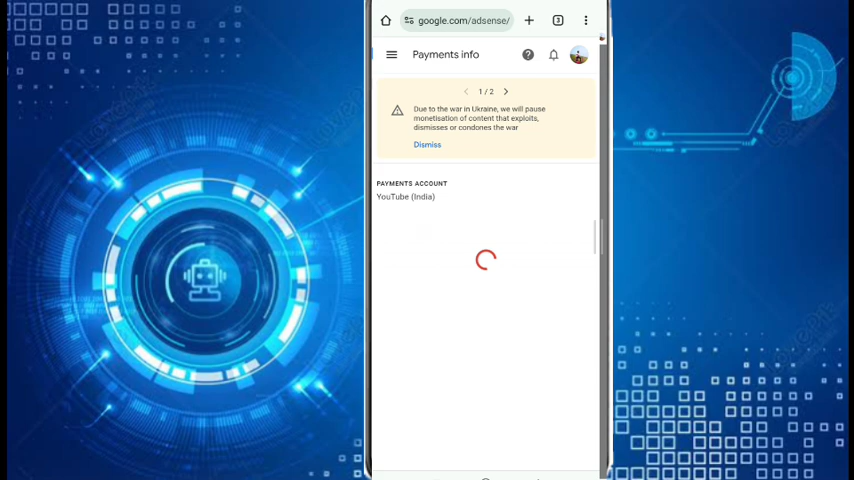 google.com/adsense/
3
Payments info
1 / 2
Due to the war in Ukraine, we will pause
monetisation of content that exploits,
dismisses or condones the war
Dismiss
PAYMENTS ACCOUNT
YouTube (India)